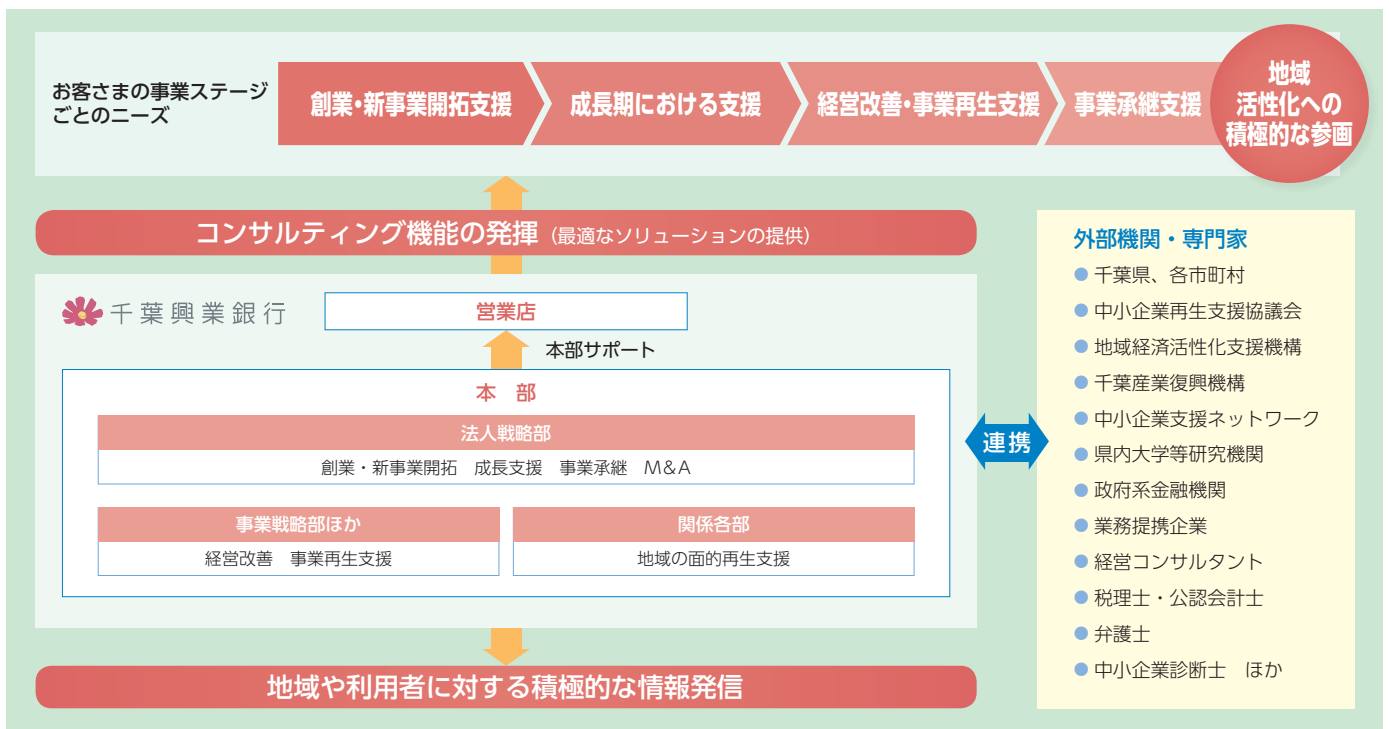 お客さまの事業ステージ
ごとのニーズ
創業・新事業開拓支援
成長期における支援
経営改善・事業再生支援
事業承継支援
地域
活性化への
積極的な参画
コンサルティング機能の発揮（最適なソリューションの提供）
千葉興業銀行
営業店
本部サポート
本　部
法人戦略部
創業・新事業開拓　成長支援　事業承継　M&A
事業戦略部ほか
経営改善　事業再生支援
関係各部
地域の面的再生支援
連携
地域や利用者に対する積極的な情報発信
外部機関・専門家
●千葉県、各市町村
●中小企業再生支援協議会
●地域経済活性化支援機構
●千葉産業復興機構
●中小企業支援ネットワーク
●県内大学等研究機関
●政府系金融機関
●業務提携企業
●経営コンサルタント
●税理士・公認会計士
●弁護士
●中小企業診断士　ほか